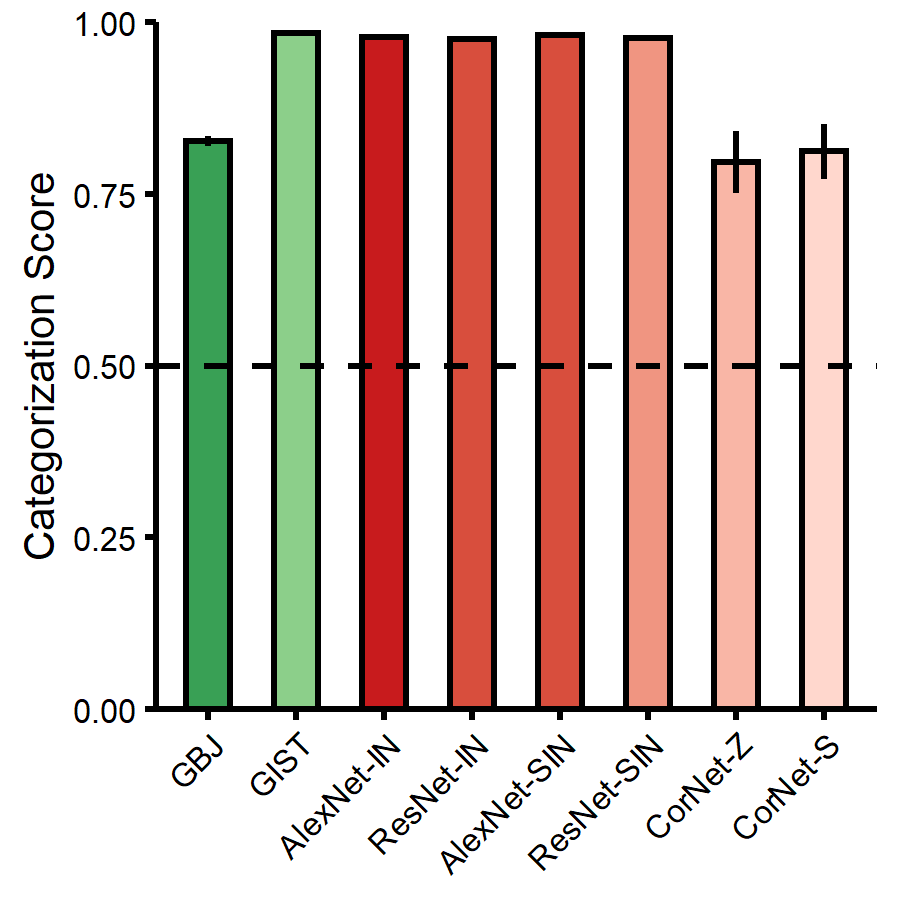 Categorization Score
1.00
0.75
0.50
0.25
0.00
GBJ
GIST
AlexNet-IN
ResNet-IN
AlexNet-SIN
ResNet-SIN
CorNet-Z
CorNet-S